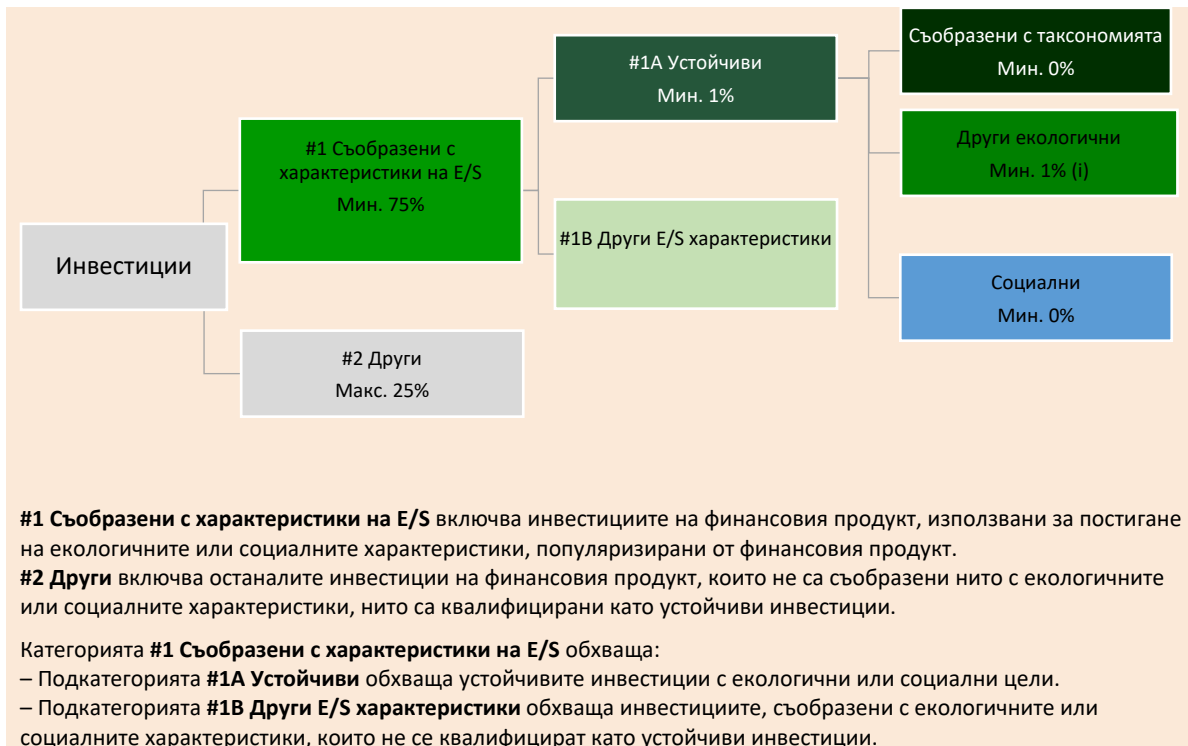 Инвестиции
#1 Съобразени с
характеристики на E/S
Мин. 75%
#2 Други
Макс. 25%
#1A Устойчиви
Мин. 1%
#1B Други E/S характеристики
Съобразени с таксономията
Мин. 0%
Други екологични
Мин. 1% (i)
Социални
Мин. 0%
#1 Съобразени с характеристики на E/S включва инвестициите на финансовия продукт, използвани за постигане
на екологичните или социалните характеристики, популяризирани от финансовия продукт.
#2 Други включва останалите инвестиции на финансовия продукт, които не са съобразени нито с екологичните
или социалните характеристики, нито са квалифицирани като устойчиви инвестиции.
Категорията #1 Съобразени с характеристики на E/S обхваща:
– Подкатегорията #1A Устойчиви обхваща устойчивите инвестиции с екологични или социални цели.
– Подкатегорията #1B Други E/S характеристики обхваща инвестициите, съобразени с екологичните или
социалните характеристики, които не се квалифицират като устойчиви инвестиции.